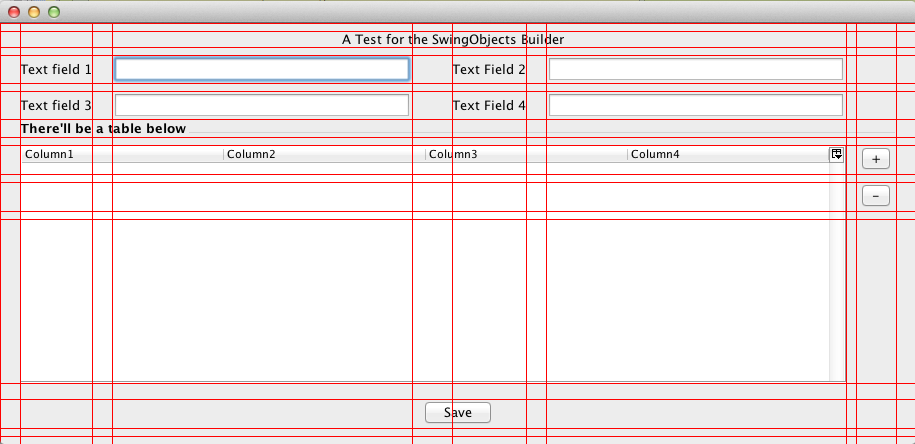 A Test for the SwingObjects Builder
Text field 1 Text Field 2
Text field 3 Text Field 4
There'll be a table below
Column1 Column2 Column3 Column4
+
-
Save